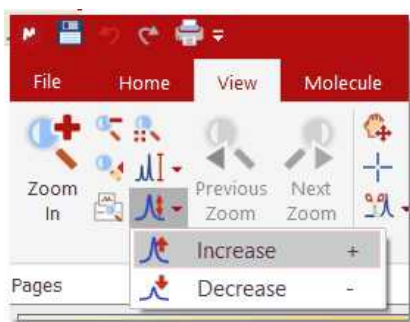 File Home View Molecule
Zoom In
Previous Zoom
Next Zoom
Increase +
Decrease -
Pages